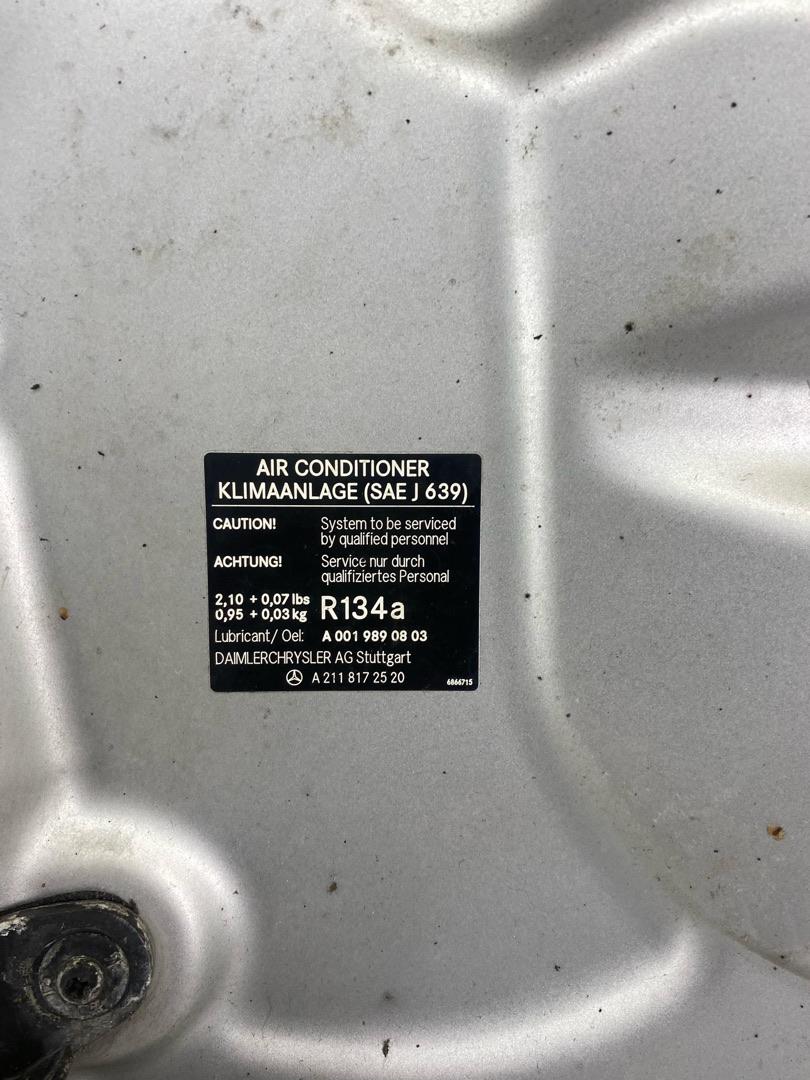 AIR CONDITIONER
KLIMAANLAGE (SAE J 639)
CAUTION! System to be serviced
by qualified personnel
ACHTUNG! Service nur durch
qualifiziertes Personal
2,10 + 0,07 lbs
0,95 + 0,03 kg R134a
Lubricant/ Oel: A 001 989 08 03
DAIMLERCHRYSLER AG Stuttgart
A 211 817 25 20 6866715